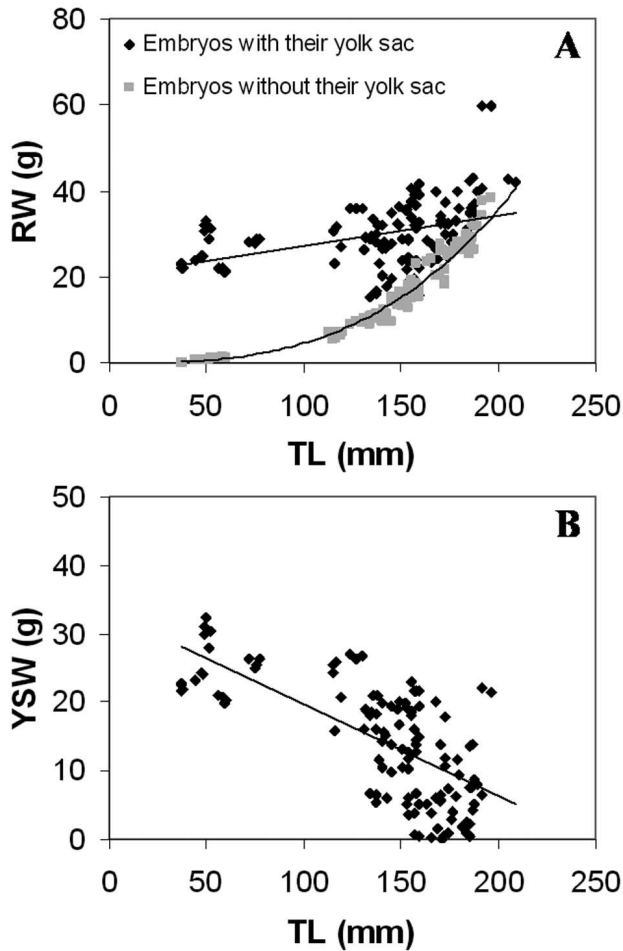 80
A
Embryos with their yolk sac
Embryos without their yolk sac
60
RW (g)
40
20
0
0 50 100 150 200 250
TL (mm)
50
B
40
YSW (g)
30
20
10
0
0 50 100 150 200 250
TL (mm)